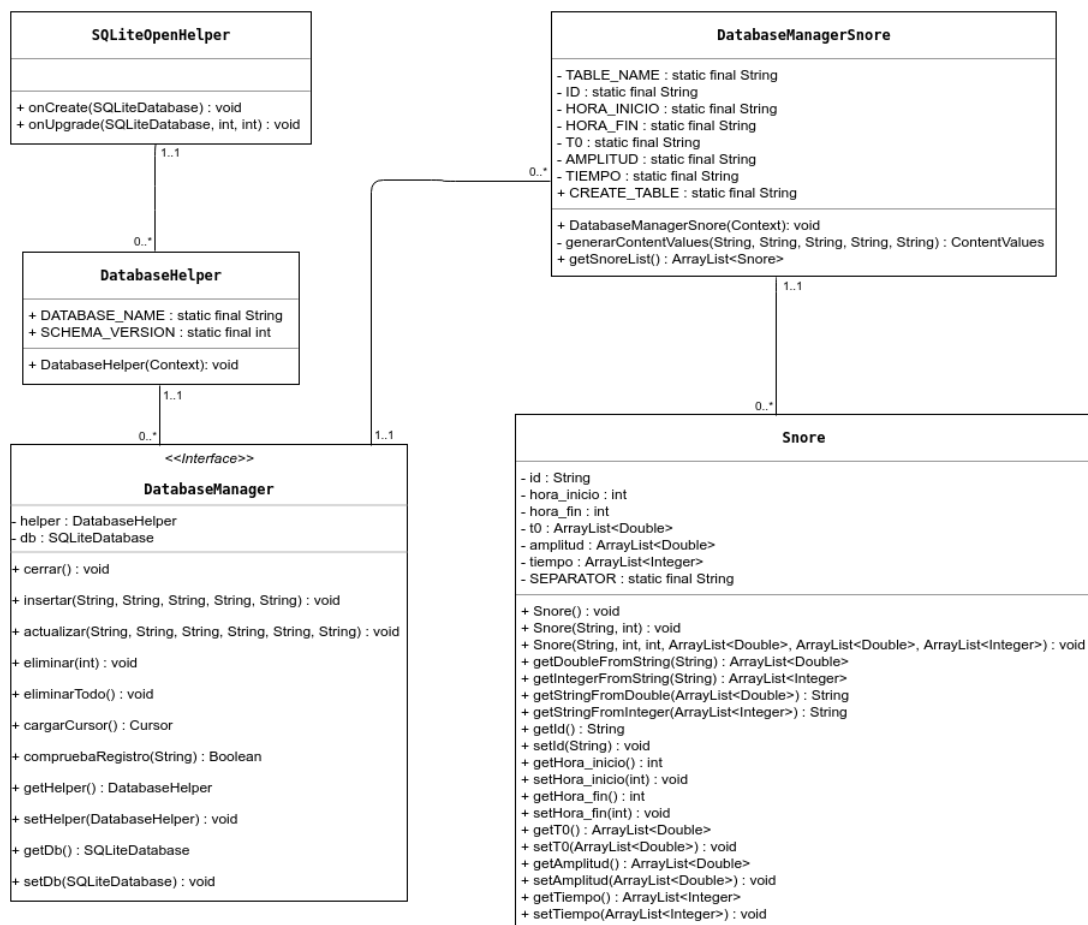 SQLiteOpenHelper
+ onCreate(SQLiteDatabase) : void
+ onUpgrade(SQLiteDatabase, int, int) : void
1..1
0..*
DatabaseHelper
+ DATABASE_NAME : static final String
+ SCHEMA_VERSION : static final int
+ DatabaseHelper(Context): void
1..1
0..*
1..1
<<Interface>>
DatabaseManager
- helper : DatabaseHelper
- db : SQLiteDatabase
+ cerrar() : void
+ insertar(String, String, String, String, String) : void
+ actualizar(String, String, String, String, String, String) : void
+ eliminar(int) : void
+ eliminarTodo() : void
+ cargarCursor() : Cursor
+ compruebaRegistro(String) : Boolean
+ getHelper() : DatabaseHelper
+ setHelper(DatabaseHelper) : void
+ getDb() : SQLiteDatabase
+ setDb(SQLiteDatabase) : void
DatabaseManagerSnore
- TABLE_NAME : static final String
- ID : static final String
- HORA_INICIO : static final String
- HORA_FIN : static final String
- T0 : static final String
- AMPLITUD : static final String
- TIEMPO : static final String
+ CREATE_TABLE : static final String
0..*
+ DatabaseManagerSnore(Context): void
- generarContentValues(String, String, String, String, String) : ContentValues
+ getSnoreList() : ArrayList<Snore>
1..1
0..*
Snore
- id : String
- hora_inicio : int
- hora_fin : int
- t0 : ArrayList<Double>
- amplitud : ArrayList<Double>
- tiempo : ArrayList<Integer>
- SEPARATOR : static final String
+ Snore() : void
+ Snore(String, int) : void
+ Snore(String, int, int, ArrayList<Double>, ArrayList<Double>, ArrayList<Integer>) : void
+ getDoubleFromString(String) : ArrayList<Double>
+ getIntegerFromString(String) : ArrayList<Integer>
+ getStringFromDouble(ArrayList<Double>) : String
+ getStringFromInteger(ArrayList<Integer>) : String
+ getId() : String
+ setId(String) : void
+ getHora_inicio() : int
+ setHora_inicio(int) : void
+ getHora_fin() : int
+ setHora_fin(int) : void
+ getT0() : ArrayList<Double>
+ setT0(ArrayList<Double>) : void
+ getAmplitud() : ArrayList<Double>
+ setAmplitud(ArrayList<Double>) : void
+ getTiempo() : ArrayList<Integer>
+ setTiempo(ArrayList<Integer>) : void